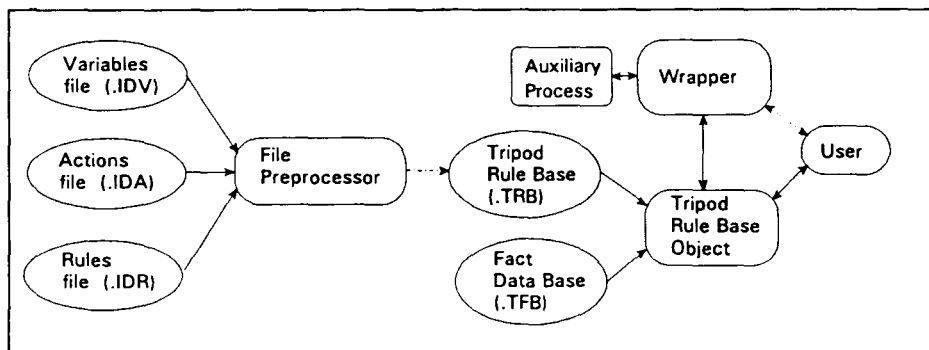 Variables
file (.IDV)
Actions
file (.IDA)
Rules
file (.IDR)
File
Preprocessor
Tripod
Rule Base
(.TRB)
Fact
Data Base
(.TFB)
Auxiliary
Process
Wrapper
User
Tripod
Rule Base
Object